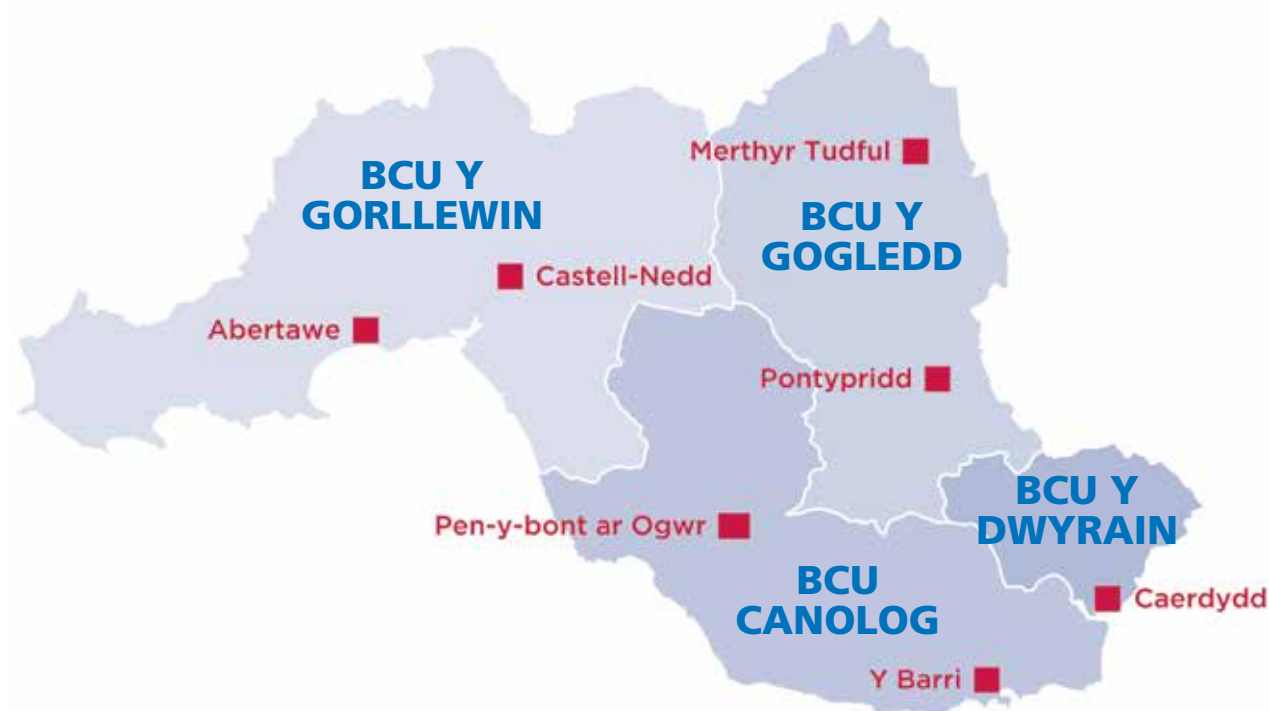 Merthyr Tudful
BCU Y
GORLLEWIN
BCU Y
GOGLEDD
Castell-Nedd
Abertawe
Pontypridd
BCU Y
DWYRAIN
Pen-y-bont ar Ogwr
BCU
CANOLOG
Caerdydd
Y Barri